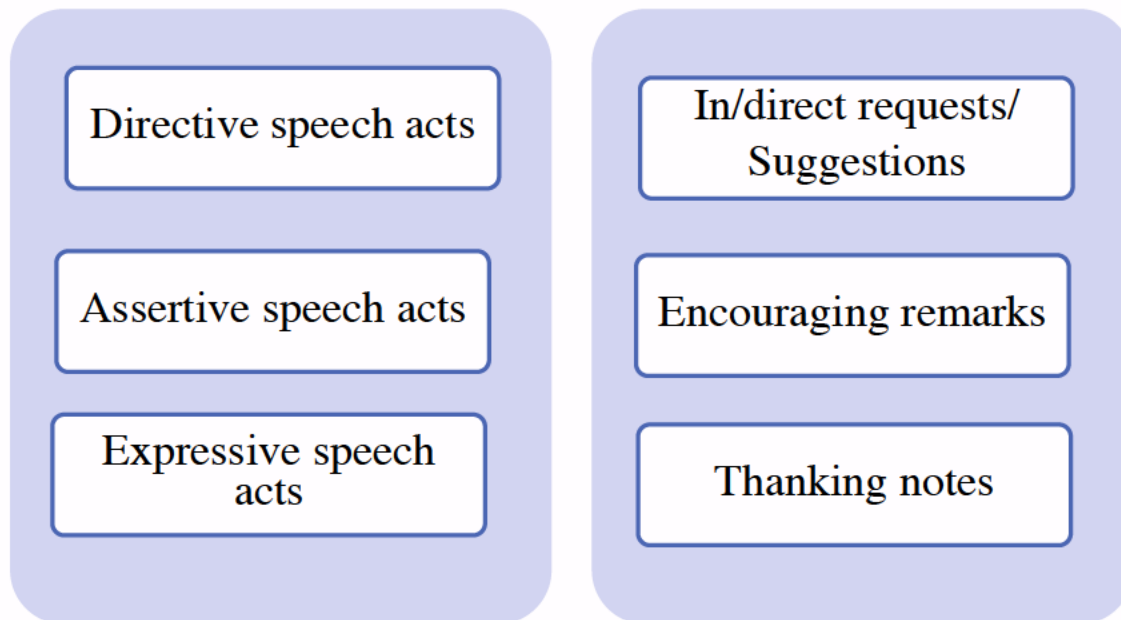 Directive speech acts
Assertive speech acts
Expressive speech
acts
In/direct requests/
Suggestions
Encouraging remarks
Thanking notes